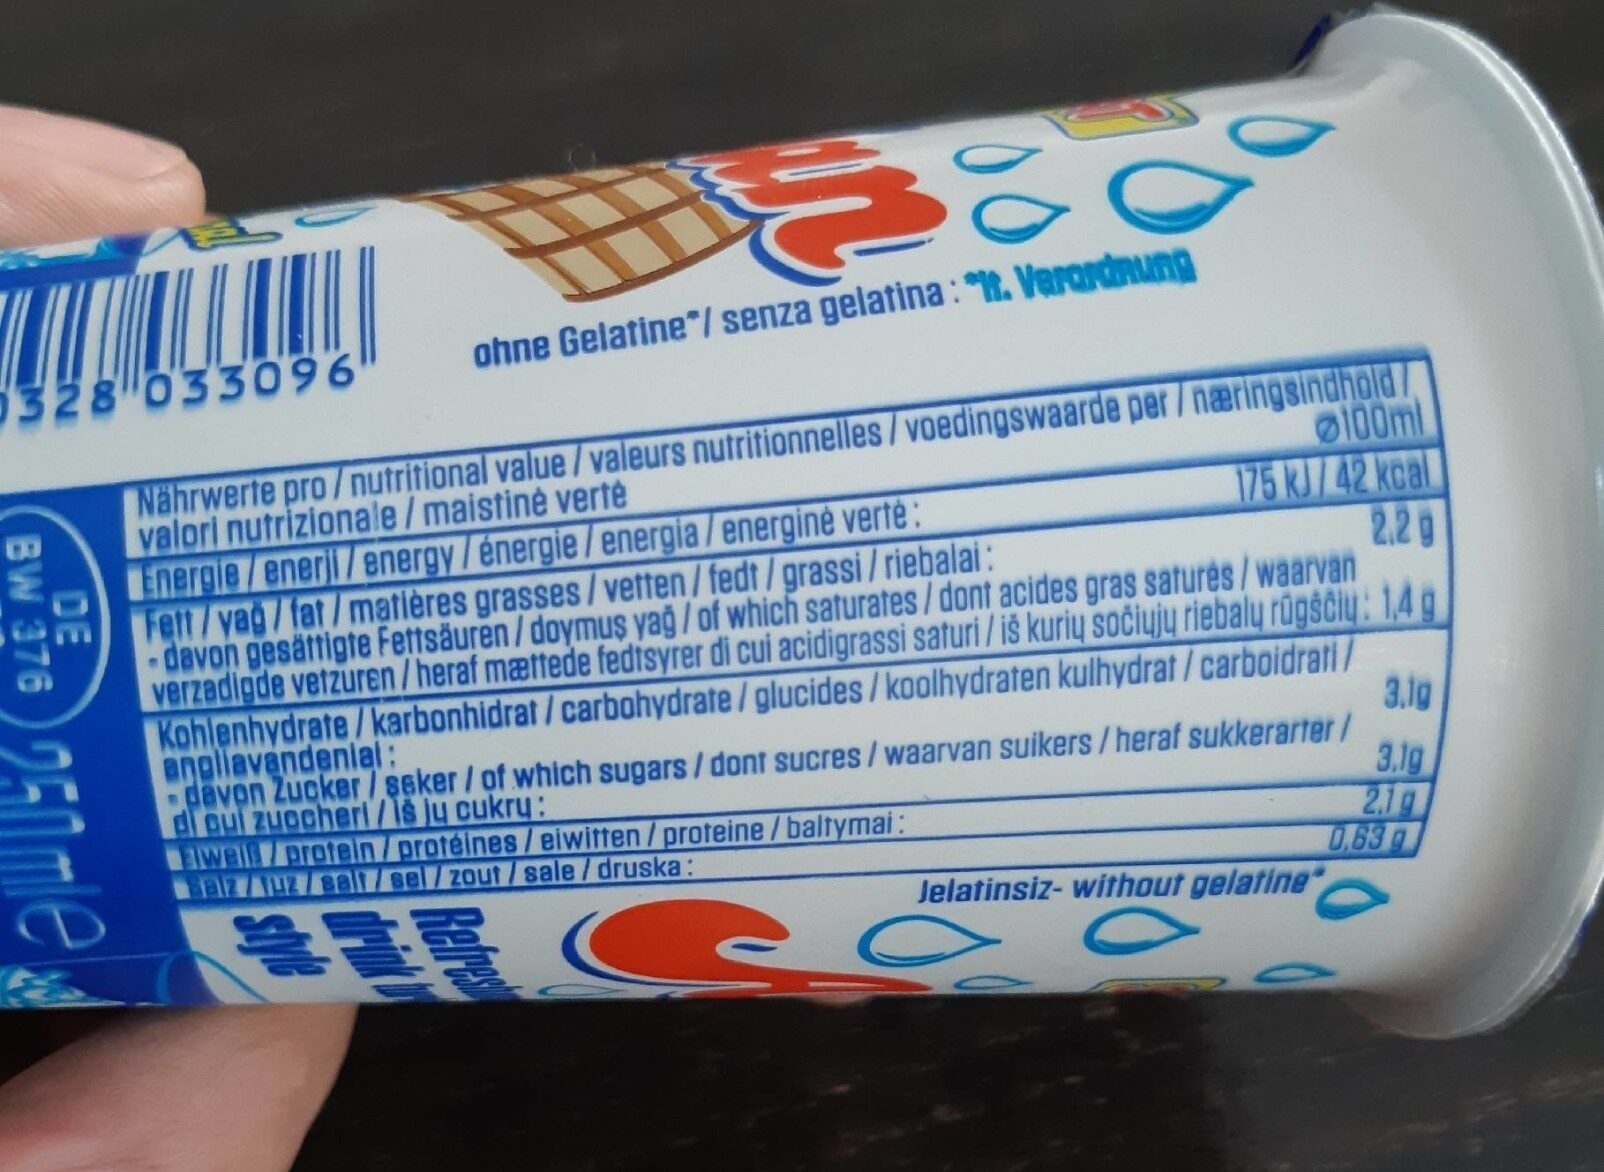 328 033096
ohne Gelatine*/ senza gelatina : *lt. Verordnung
Nährwerte pro / nutritional value / valeurs nutritionnelles / voedingswaarde per / næringsindhold /
valori nutrizionale / maistinė vertė ⌀100ml
Energie / enerji / energy / énergie / energia / energinė vertė : 175 kJ / 42 kcal
Fett / yağ / fat / matières grasses / vetten / fedt / grassi / riebalai : 2,2 g
- davon gesättigte Fettsäuren / doymuş yağ / of which saturates / dont acides gras saturés / waarvan
verzadigde vetzuren / heraf mættede fedtsyrer di cui acidigrassi saturi / iš kurių sočiųjų riebalų rūgščių : 1,4 g
Kohlenhydrate / karbonhidrat / carbohydrate / glucides / koolhydraten kulhydrat / carboidrati /
angliavandeniai : 3,1g
- davon Zucker / şeker / of which sugars / dont sucres / waarvan suikers / heraf sukkerarter /
di cui zuccheri / iš jų cukrų : 3,1g
Eiweiß / protein / protéines / eiwitten / proteine / baltymai : 2,1 g
Salz / tuz / salt / sel / zout / sale / druska : 0,63 g
Jelatinsiz- without gelatine*
DE
BW 376
250 ml e
drink
style